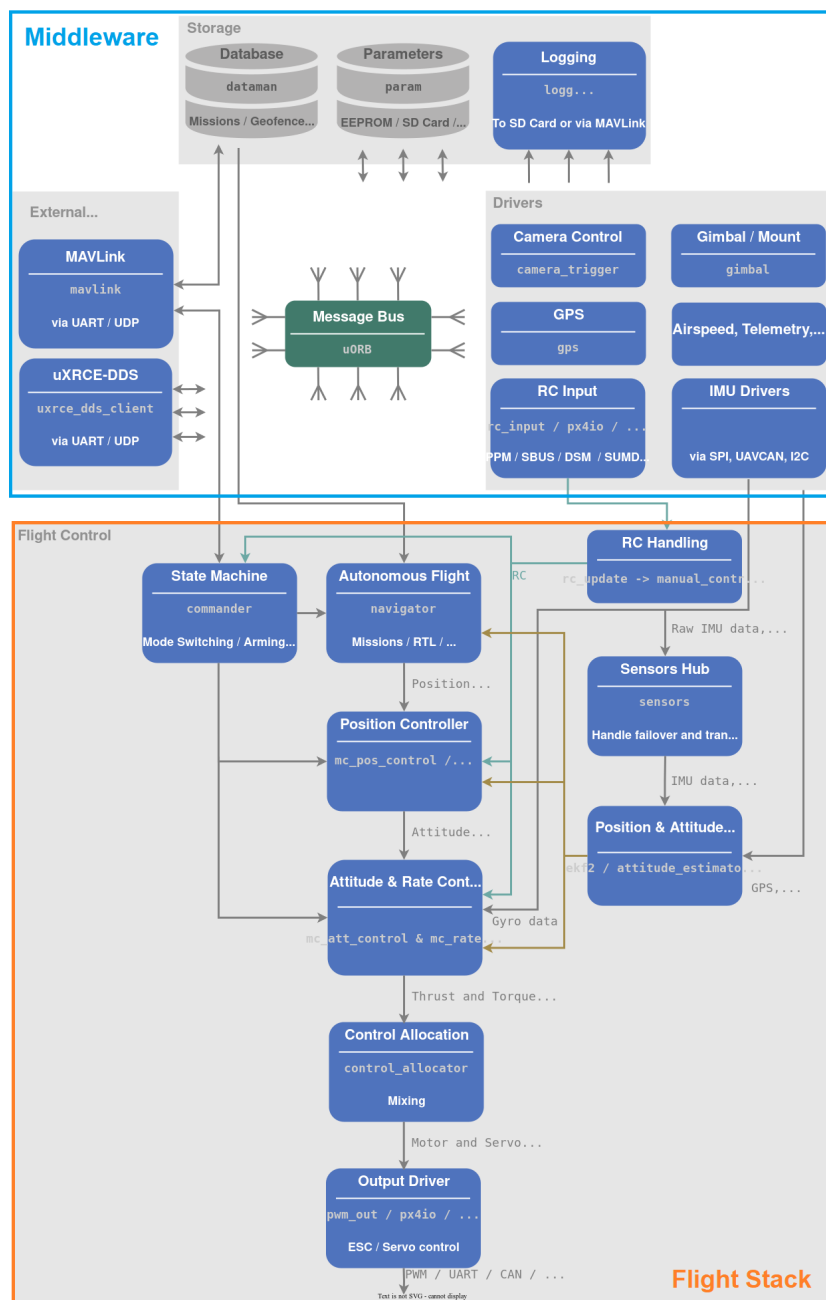 Middleware
Storage
Database
dataman
Missions / Geofence...
Parameters
param
EEPROM / SD Card /...
Logging
logg...
To SD Card or via MAVLink
External...
MAVLink
mavlink
via UART / UDP
uXRCE-DDS
uxrce_dds_client
via UART / UDP
Message Bus
uORB
Drivers
Camera Control
camera_trigger
Gimbal / Mount
gimbal
GPS
gps
Airspeed, Telemetry,...
RC Input
rc_input / px4io / ...
PPM / SBUS / DSM / SUMD...
IMU Drivers
via SPI, UAVCAN, I2C
Flight Control
State Machine
commander
Mode Switching / Arming...
Autonomous Flight
navigator
Missions / RTL / ...
RC
RC Handling
rc_update -> manual_contr...
Raw IMU data,...
Sensors Hub
sensors
Handle failover and tran...
Position...
Position Controller
mc_pos_control /...
IMU data,...
Position & Attitude...
ekf2 / attitude_estimato...
GPS,...
Attitude...
Attitude & Rate Cont...
mc_att_control & mc_rate...
Gyro data
Thrust and Torque...
Control Allocation
control_allocator
Mixing
Motor and Servo...
Output Driver
pwm_out / px4io / ...
ESC / Servo control
PWM / UART / CAN / ...
Flight Stack
Text is not SVG - cannot display